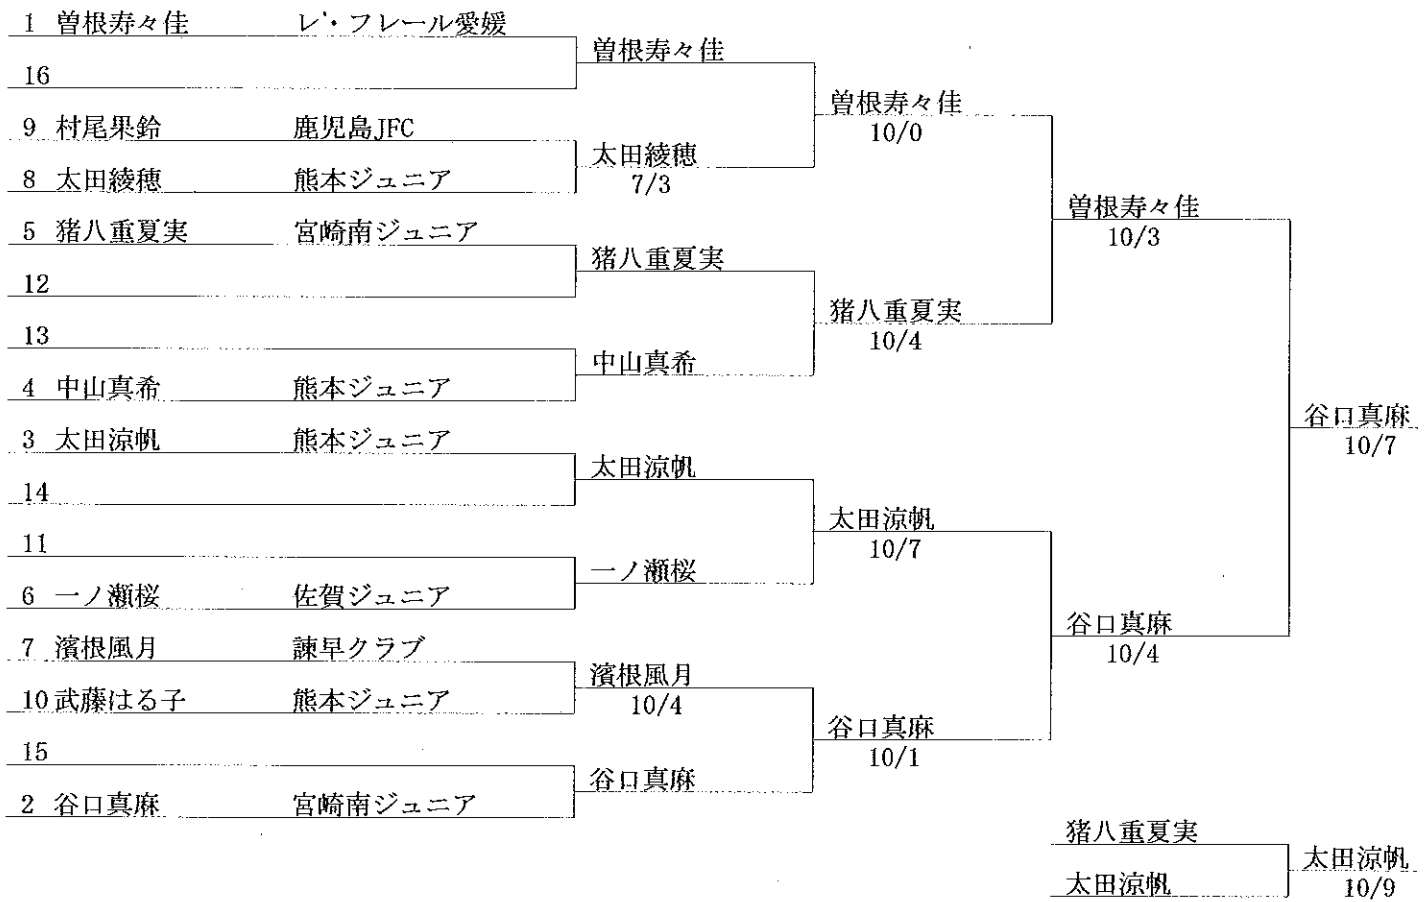 1 曽根寿々佳 レ・フレール愛媛
16
9 村尾果鈴 鹿児島JFC
8 太田綾穂 熊本ジュニア
5 猪八重夏実 宮崎南ジュニア
12
13
4 中山真希 熊本ジュニア
3 太田涼帆 熊本ジュニア
14
11
6 一ノ瀬桜 佐賀ジュニア
7 濱根風月 諫早クラブ
10 武藤はる子 熊本ジュニア
15
2 谷口真麻 宮崎南ジュニア
曽根寿々佳
太田綾穂
7/3
猪八重夏実
中山真希
太田涼帆
一ノ瀬桜
濱根風月
10/4
谷口真麻
曽根寿々佳
10/0
猪八重夏実
10/4
太田涼帆
10/7
谷口真麻
10/1
曽根寿々佳
10/3
谷口真麻
10/4
谷口真麻
10/7
猪八重夏実
太田涼帆
太田涼帆
10/9